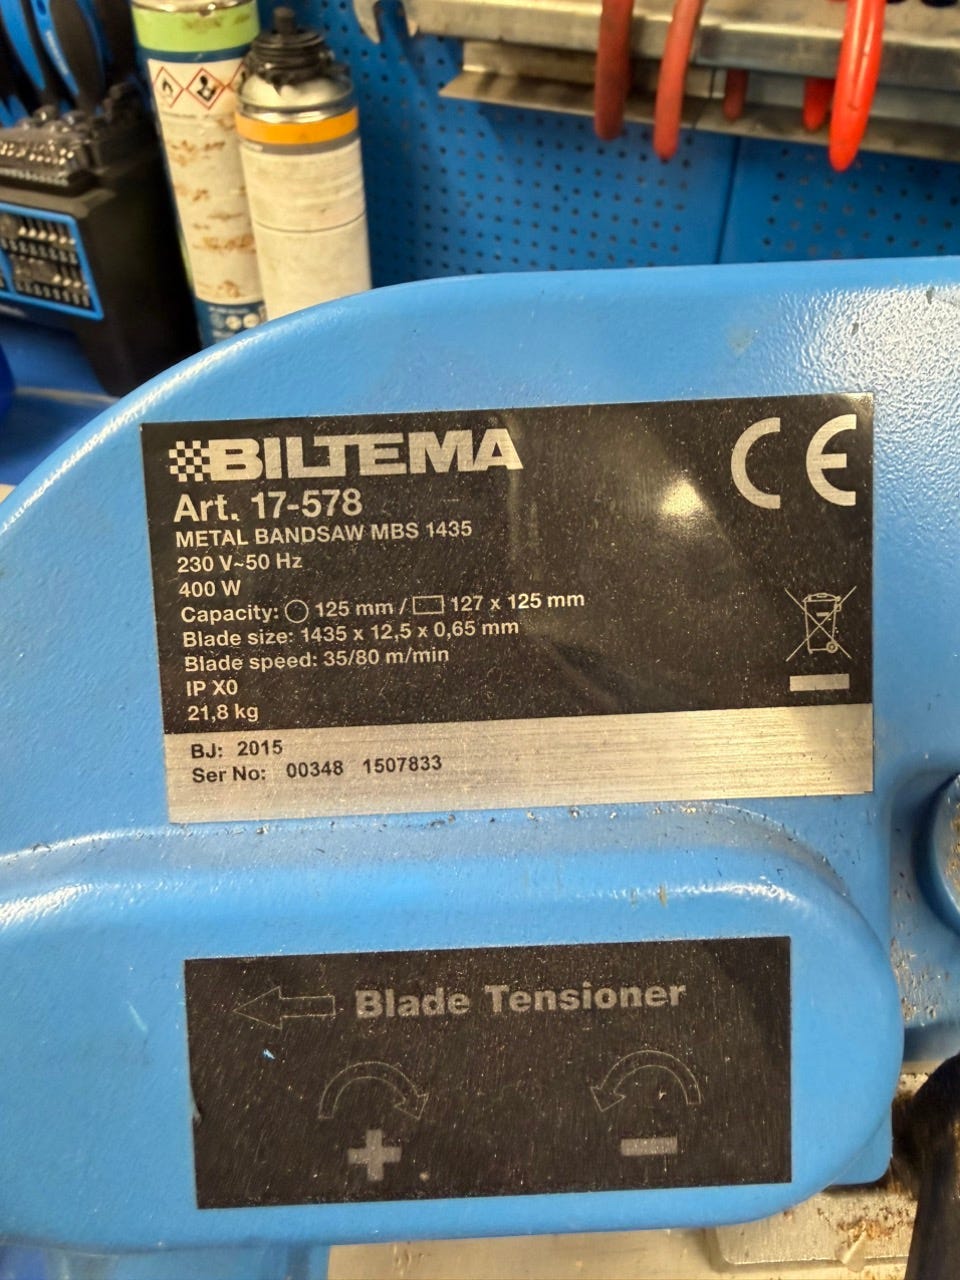 BILTEMA
CE
Art. 17-578
METAL BANDSAW MBS 1435
230 V~50 Hz
400 W
Capacity: 125 mm / 127 x 125 mm
Blade size: 1435 x 12,5 x 0,65 mm
Blade speed: 35/80 m/min
IP X0
21,8 kg
BJ: 2015
Ser No: 00348 1507833
Blade Tensioner
+ −